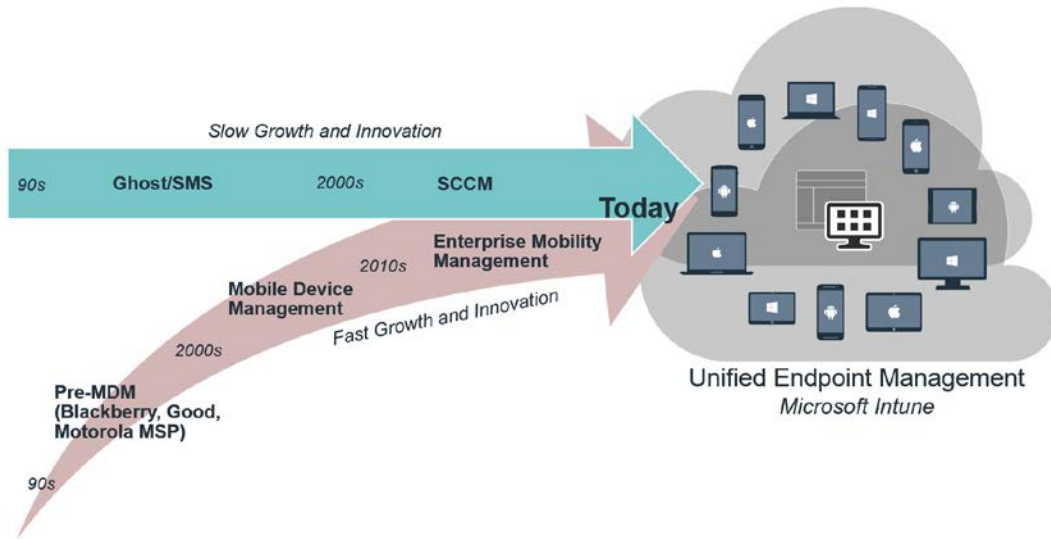 Slow Growth and Innovation
90s
Ghost/SMS
2000s
SCCM
Today
Enterprise Mobility
Management
2010s
Mobile Device
Management
Fast Growth and Innovation
2000s
Pre-MDM
(Blackberry, Good,
Motorola MSP)
90s
Unified Endpoint Management
Microsoft Intune